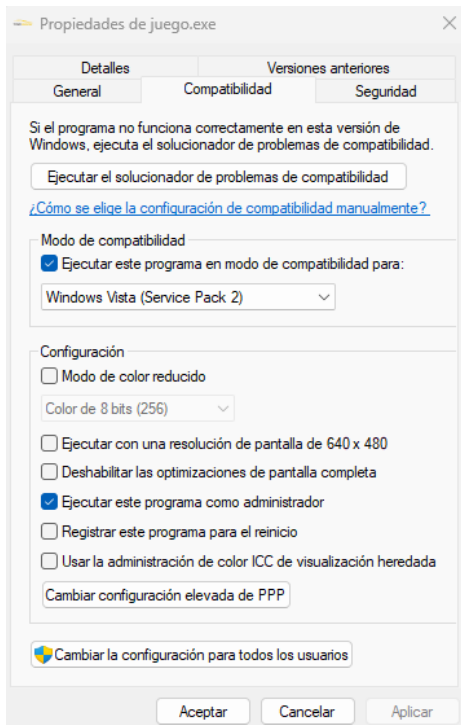 Propiedades de juego.exe
Detalles
Versiones anteriores
General
Compatibilidad
Seguridad
Si el programa no funciona correctamente en esta versión de
Windows, ejecuta el solucionador de problemas de compatibilidad.
Ejecutar el solucionador de problemas de compatibilidad
¿Cómo se elige la configuración de compatibilidad manualmente?
Modo de compatibilidad
Ejecutar este programa en modo de compatibilidad para:
Windows Vista (Service Pack 2)
Configuración
Modo de color reducido
Color de 8 bits (256)
Ejecutar con una resolución de pantalla de 640 x 480
Deshabilitar las optimizaciones de pantalla completa
Ejecutar este programa como administrador
Registrar este programa para el reinicio
Usar la administración de color ICC de visualización heredada
Cambiar configuración elevada de PPP
Cambiar la configuración para todos los usuarios
Aceptar
Cancelar
Aplicar